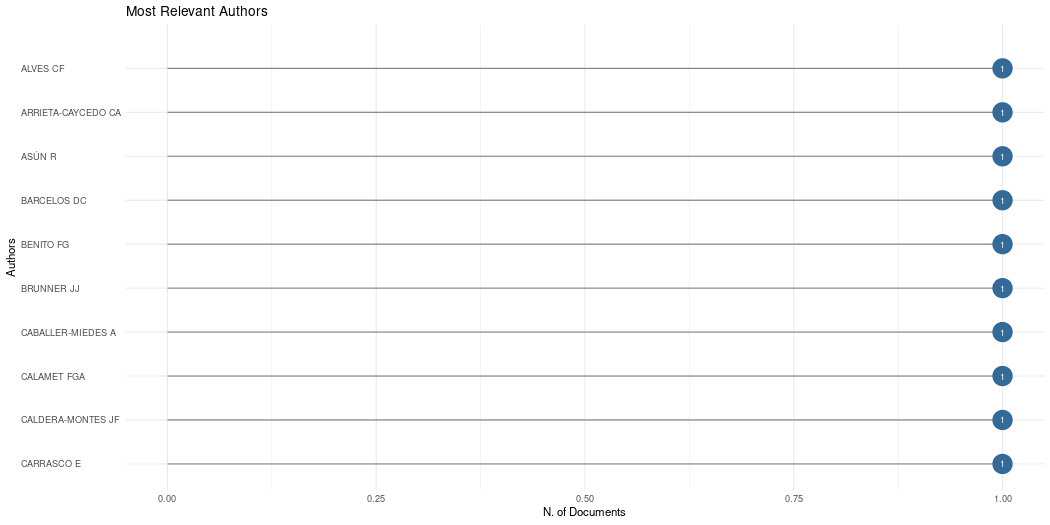 Most Relevant Authors
Authors
ALVES CF
1
ARRIETA-CAYCEDO CA
1
ASÚN R
1
BARCELOS DC
1
BENITO FG
1
BRUNNER JJ
1
CABALLER-MIEDES A
1
CALAMET FGA
1
CALDERA-MONTES JF
1
CARRASCO E
1
0.00 0.25 0.50 0.75 1.00
N. of Documents